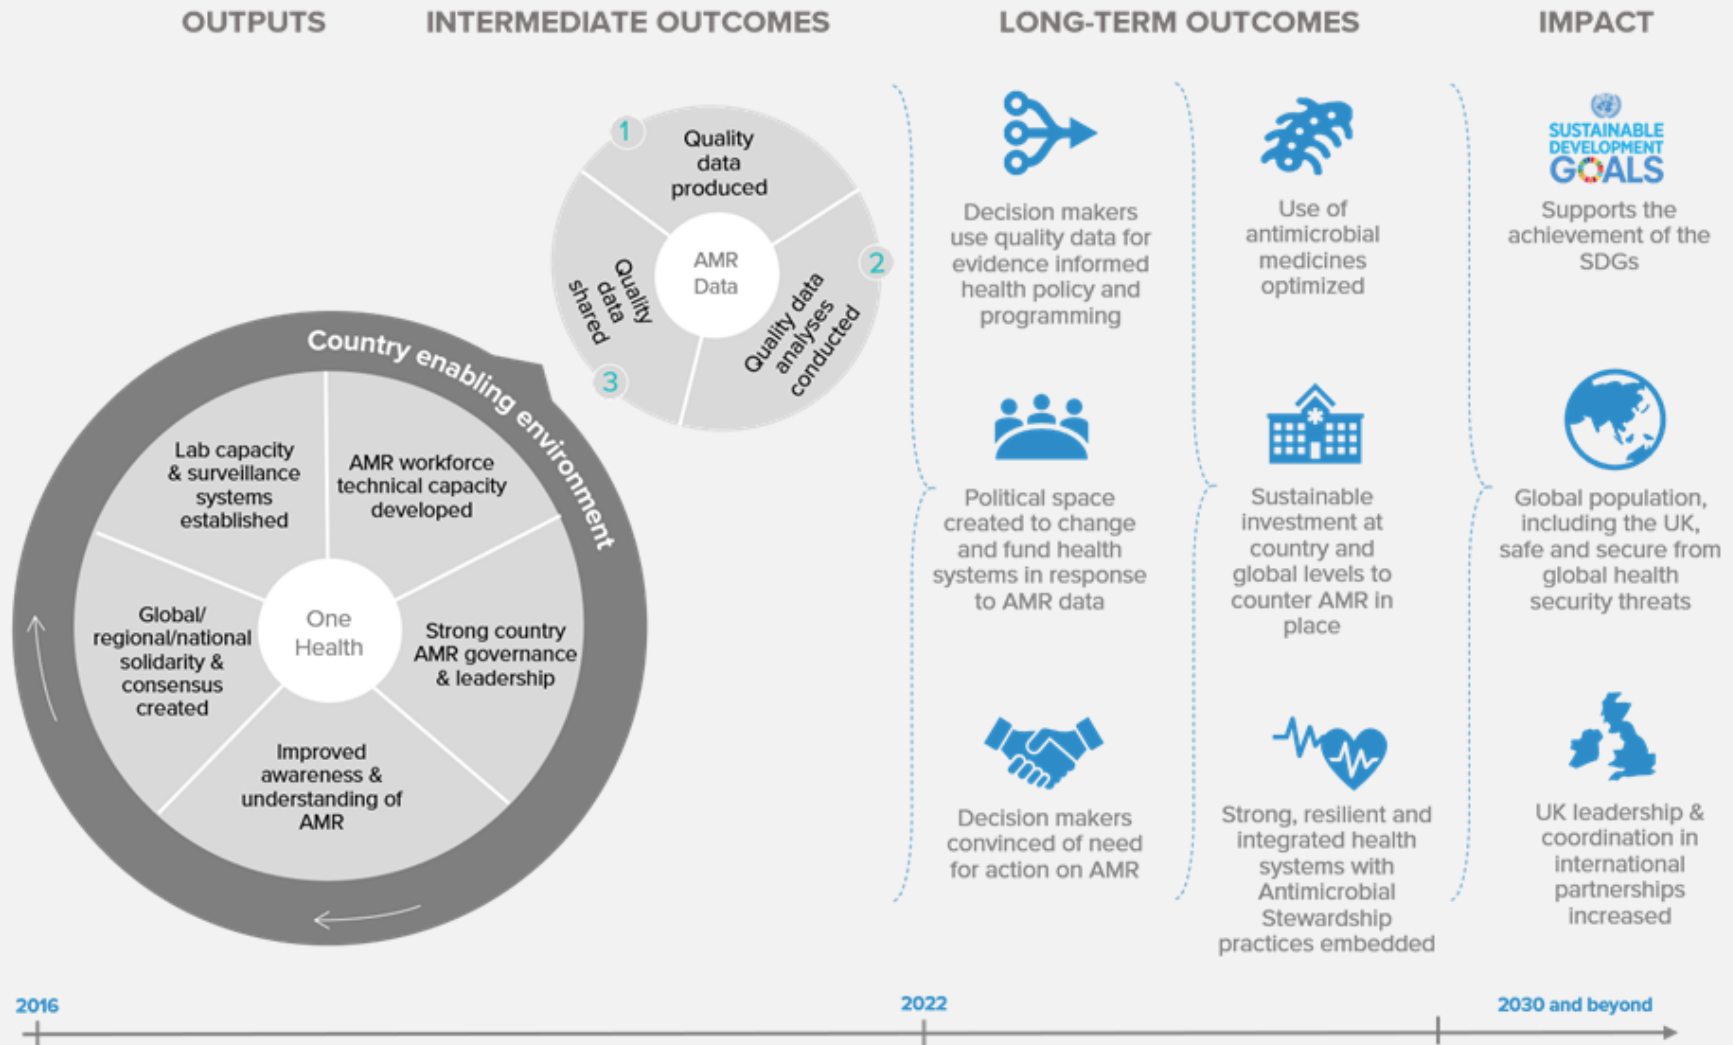 OUTPUTS
INTERMEDIATE OUTCOMES
LONG-TERM OUTCOMES
IMPACT
Country enabling environment
Lab capacity
& surveillance
systems
established
AMR workforce
technical capacity
developed
Strong country
AMR governance
& leadership
Improved
awareness &
understanding of
AMR
Global/
regional/national
solidarity &
consensus
created
One
Health
1
Quality
data
produced
2
Quality data
analyses
conducted
3
Quality
data
shared
AMR
Data
Decision makers
use quality data for
evidence informed
health policy and
programming
Political space
created to change
and fund health
systems in response
to AMR data
Decision makers
convinced of need
for action on AMR
Use of
antimicrobial
medicines
optimized
Sustainable
investment at
country and
global levels to
counter AMR in
place
Strong, resilient and
integrated health
systems with
Antimicrobial
Stewardship
practices embedded
SUSTAINABLE
DEVELOPMENT
GOALS
Supports the
achievement of the
SDGs
Global population,
including the UK,
safe and secure from
global health
security threats
UK leadership &
coordination in
international
partnerships
increased
2016
2022
2030 and beyond